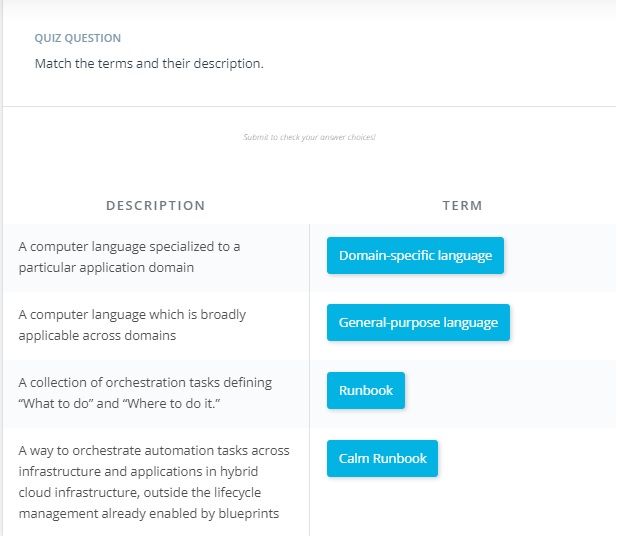 QUIZ QUESTION
Match the terms and their description.
Submit to check your answer choices!
DESCRIPTION
TERM
A computer language specialized to a
particular application domain
Domain-specific language
A computer language which is broadly
applicable across domains
General-purpose language
A collection of orchestration tasks defining
“What to do” and “Where to do it.”
Runbook
A way to orchestrate automation tasks across
infrastructure and applications in hybrid
cloud infrastructure, outside the lifecycle
management already enabled by blueprints
Calm Runbook